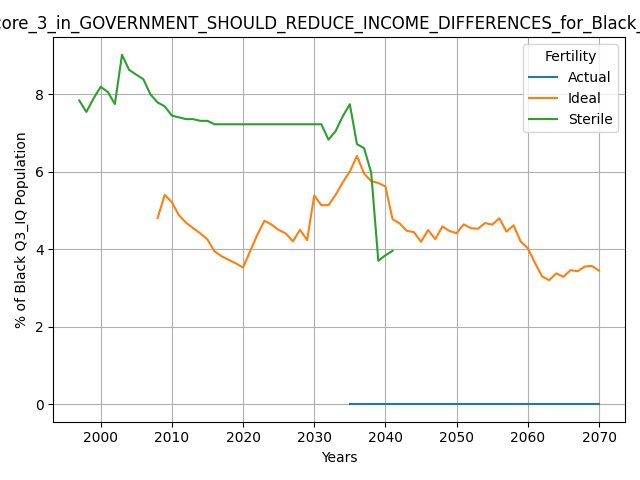 core_3_in_GOVERNMENT_SHOULD_REDUCE_INCOME_DIFFERENCES_for_Black_
Fertility
Actual
Ideal
Sterile
% of Black Q3_IQ Population
8
6
4
2
0
2000 2010 2020 2030 2040 2050 2060 2070
Years